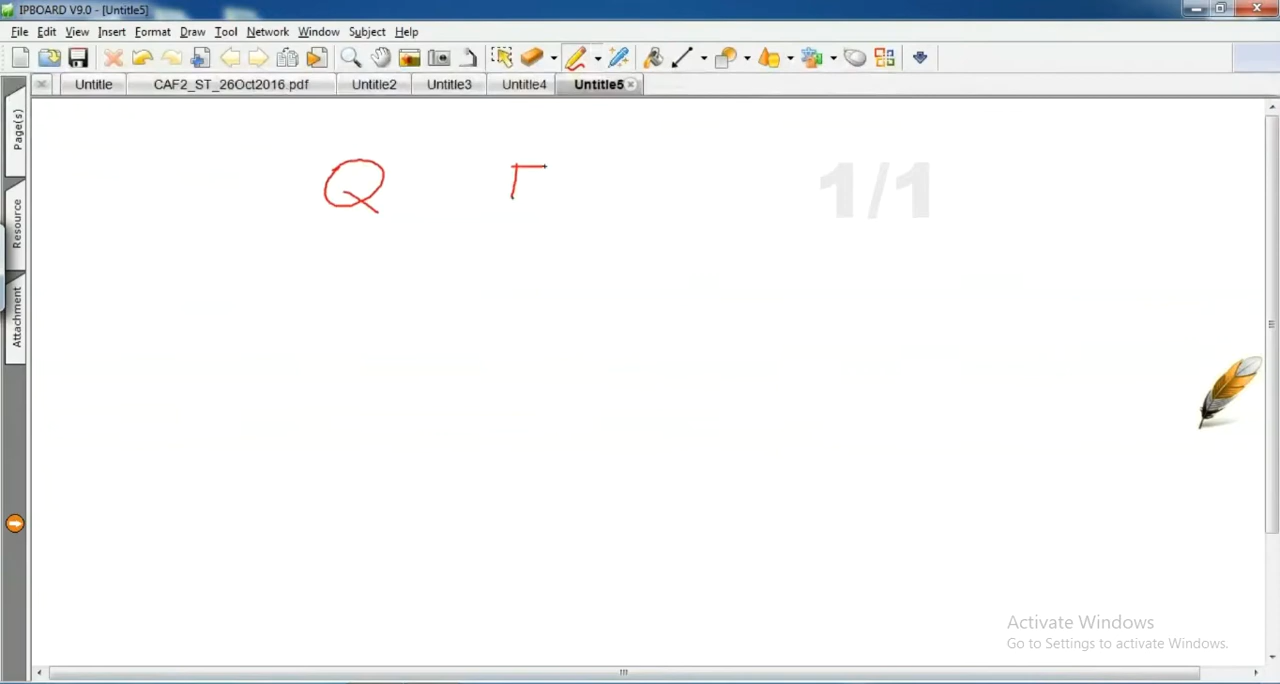 IPBOARD V9.0 - [Untitle5]
File Edit View Insert Format Draw Tool Network Window Subject Help
Untitle CAF2_ST_26Oct2016.pdf Untitle2 Untitle3 Untitle4 Untitle5
Page(s)
Resource
Attachment
Q
1/1
Activate Windows
Go to Settings to activate Windows.